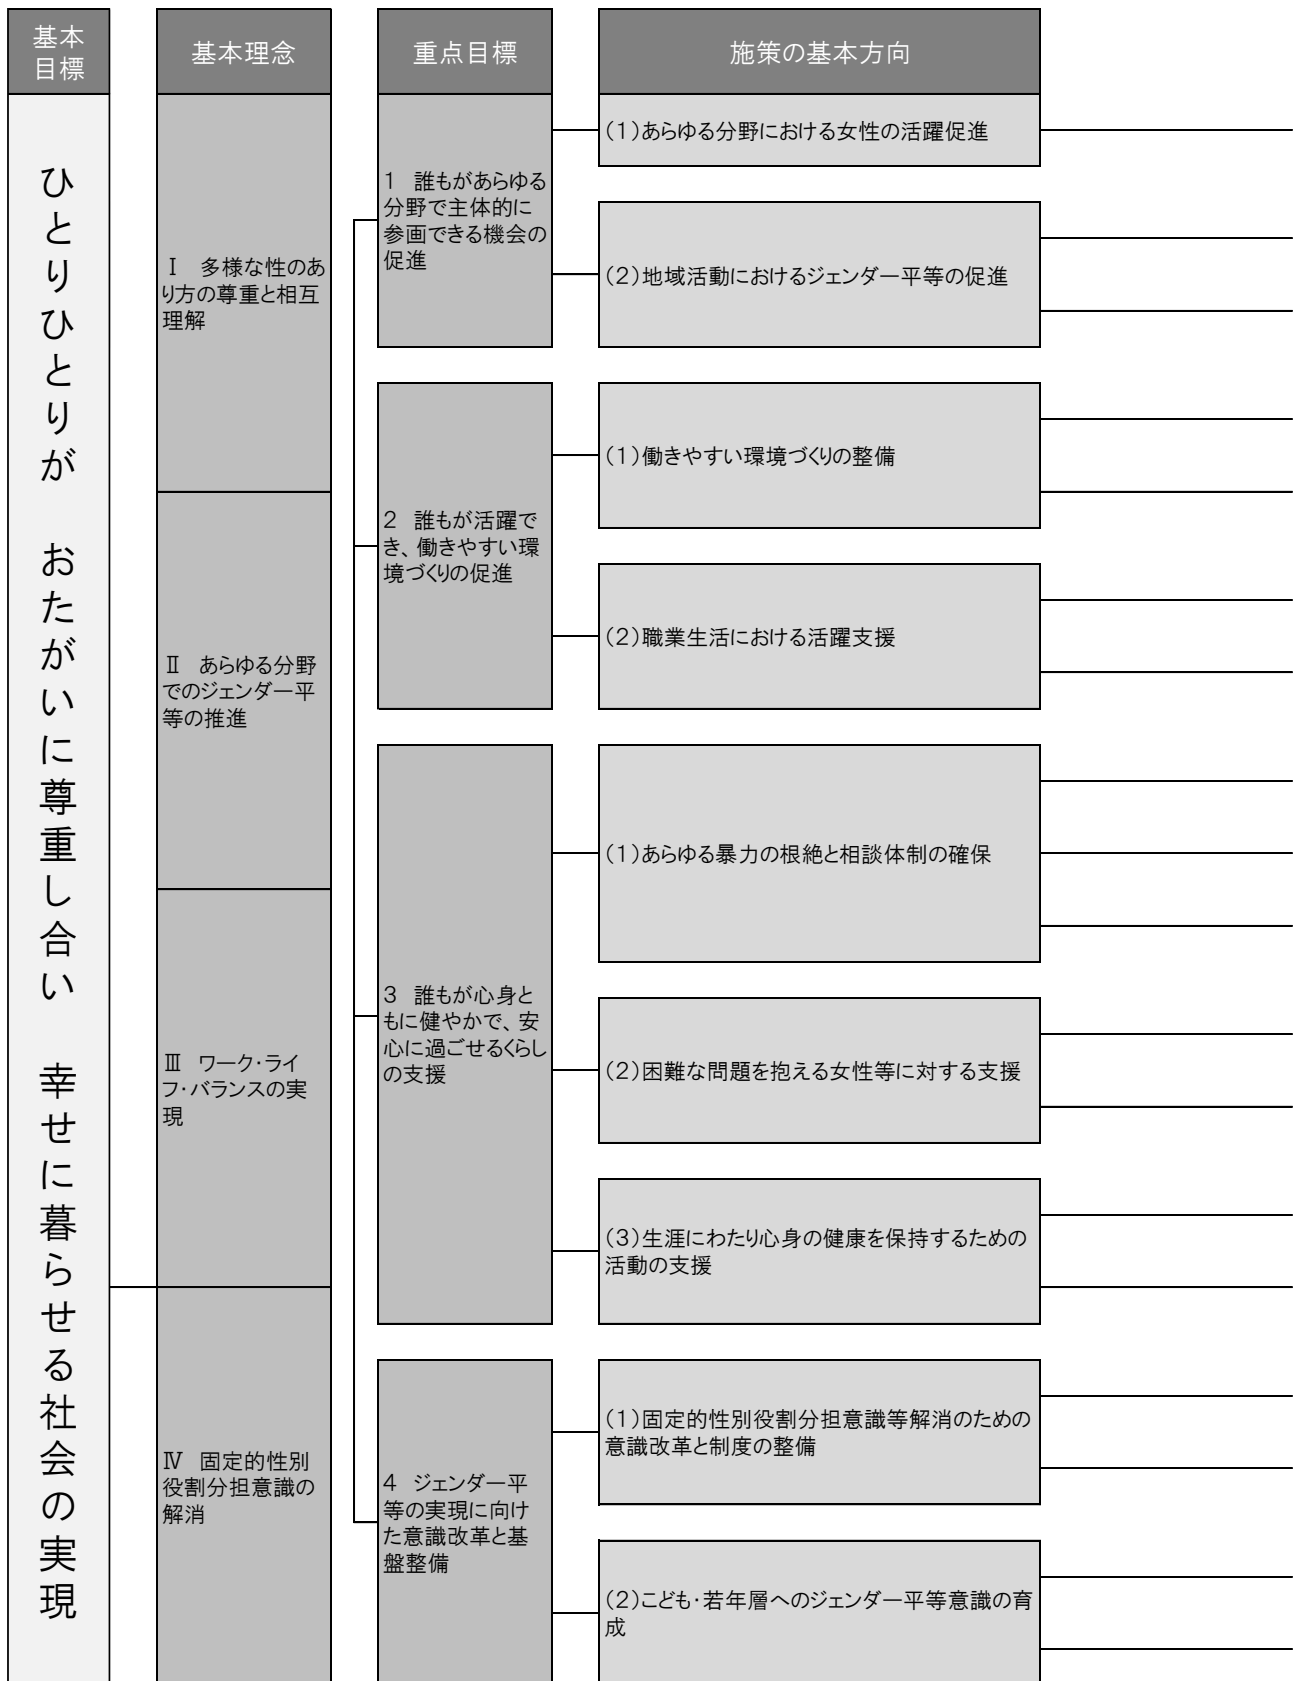 基本
目標
基本理念
重点目標
施策の基本方向
ひとりひとりが　おたがいに尊重し合い　幸せに暮らせる社会の実現
Ⅰ　多様な性のあ
り方の尊重と相互
理解
Ⅱ　あらゆる分野
でのジェンダー平
等の推進
Ⅲ　ワーク・ライ
フ・バランスの実
現
Ⅳ　固定的性別
役割分担意識の
解消
1　誰もがあらゆる
分野で主体的に
参画できる機会の
促進
(1)あらゆる分野における女性の活躍促進
(2)地域活動におけるジェンダー平等の促進
2　誰もが活躍で
き、働きやすい環
境づくりの促進
(1)働きやすい環境づくりの整備
(2)職業生活における活躍支援
3　誰もが心身と
もに健やかで、安
心に過ごせるくらし
の支援
(1)あらゆる暴力の根絶と相談体制の確保
(2)困難な問題を抱える女性等に対する支援
(3)生涯にわたり心身の健康を保持するための
活動の支援
4　ジェンダー平
等の実現に向け
た意識改革と基
盤整備
(1)固定的性別役割分担意識等解消のための
意識改革と制度の整備
(2)こども・若年層へのジェンダー平等意識の育
成